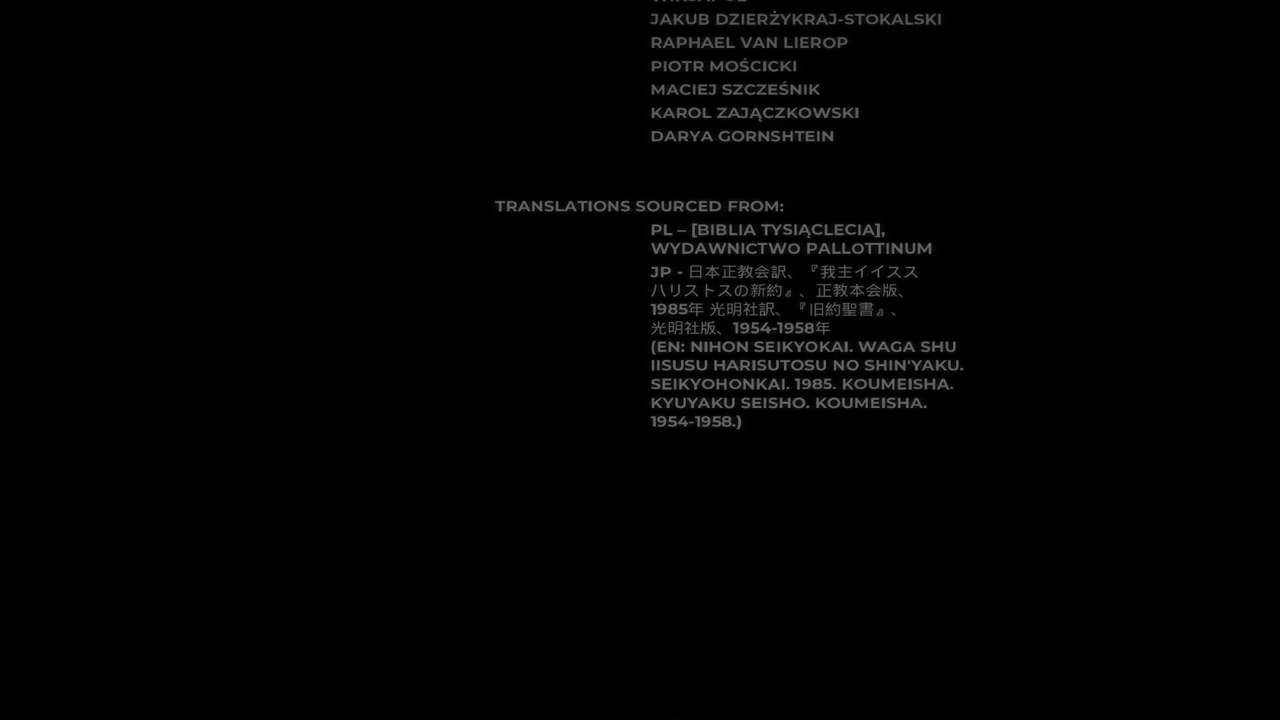 JAKUB DZIERŻYKRAJ-STOKALSKI
RAPHAEL VAN LIEROP
PIOTR MOŚCICKI
MACIEJ SZCZEŚNIK
KAROL ZAJĄCZKOWSKI
DARYA GORNSHTEIN
TRANSLATIONS SOURCED FROM:
PL – [BIBLIA TYSIĄCLECIA],
WYDAWNICTWO PALLOTTINUM
JP - 日本正教会訳、『我主イイスス
ハリストスの新約』、正教本会版、
1985年 光明社訳、『旧約聖書』、
光明社版、1954-1958年
(EN: NIHON SEIKYOKAI. WAGA SHU
IISUSU HARISUTOSU NO SHIN'YAKU.
SEIKYOHONKAI. 1985. KOUMEISHA.
KYUYAKU SEISHO. KOUMEISHA.
1954-1958.)